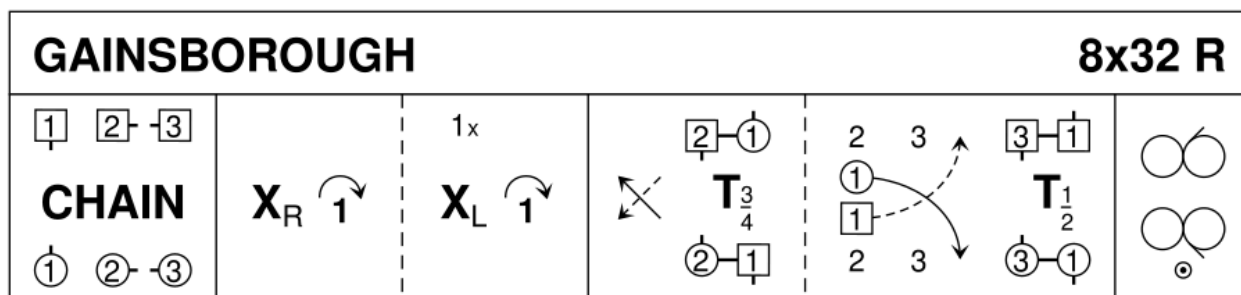 GAINSBOROUGH 8x32 R
1 2 3
CHAIN
1 2 3
XR 1
1x
XL 1
2 1
T3/4
2 1
2 3
1
1
2 3
3 1
T1/2
3 1